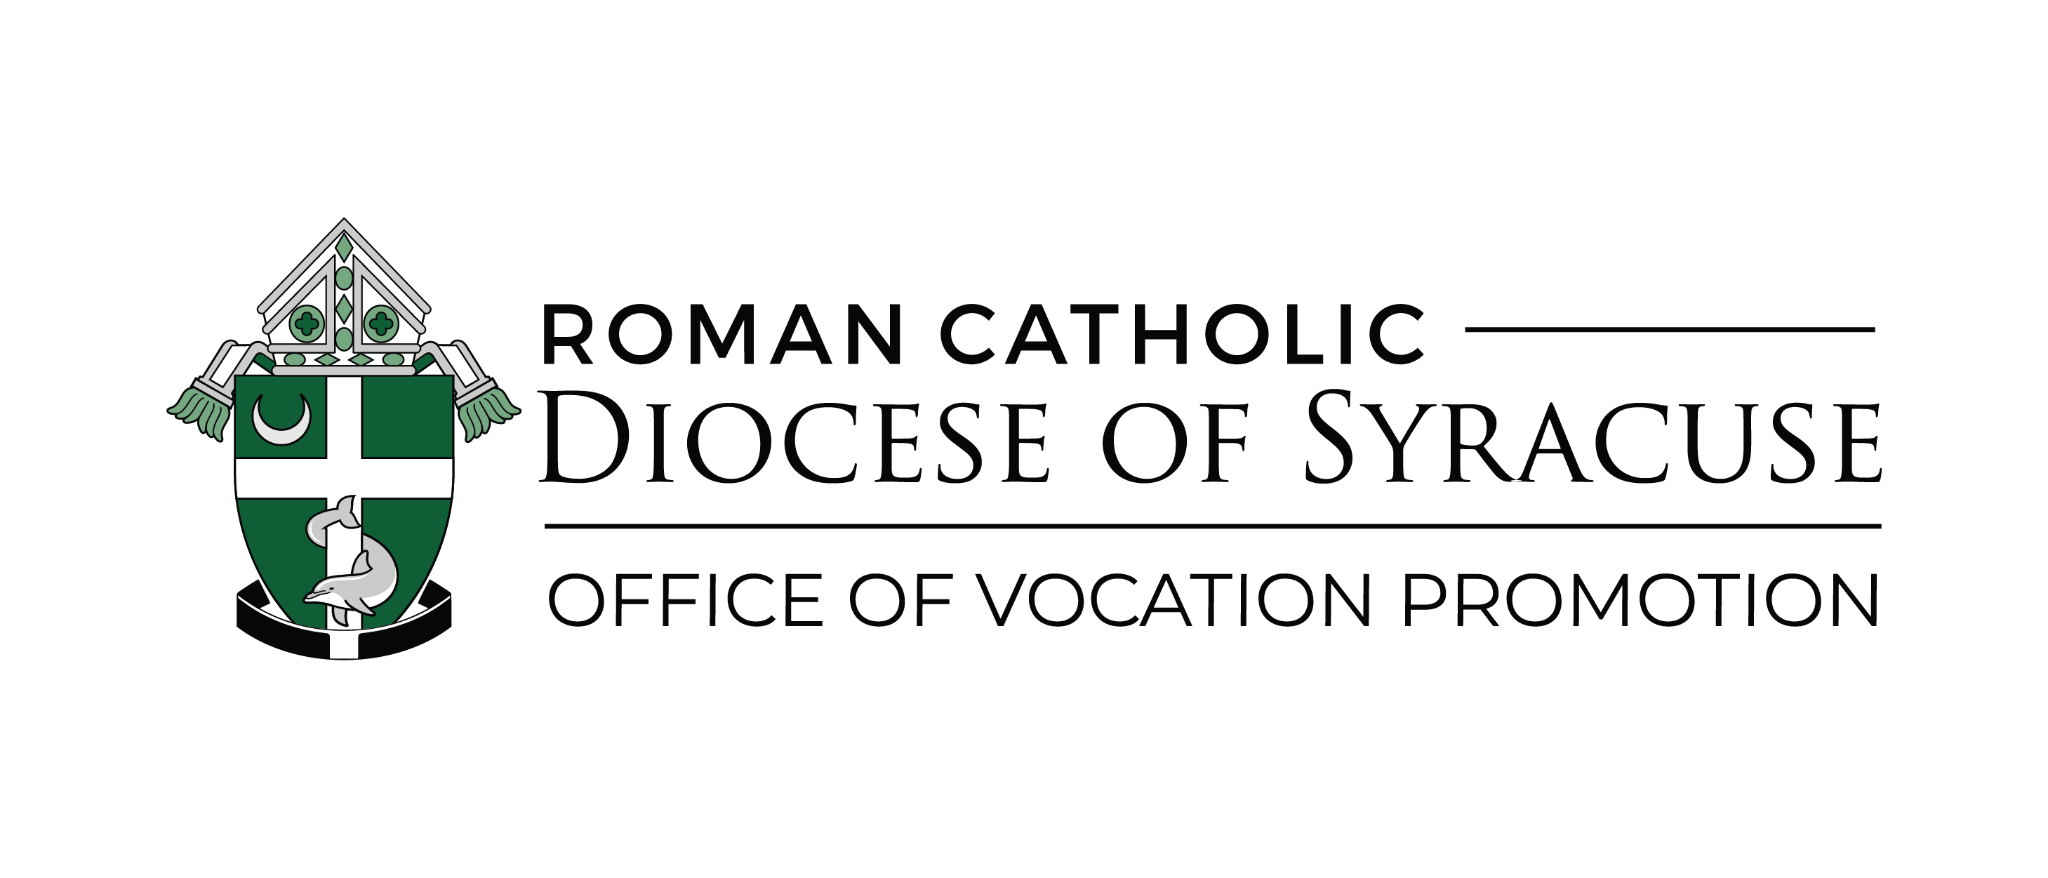 ROMAN CATHOLIC
DIOCESE OF SYRACUSE
OFFICE OF VOCATION PROMOTION